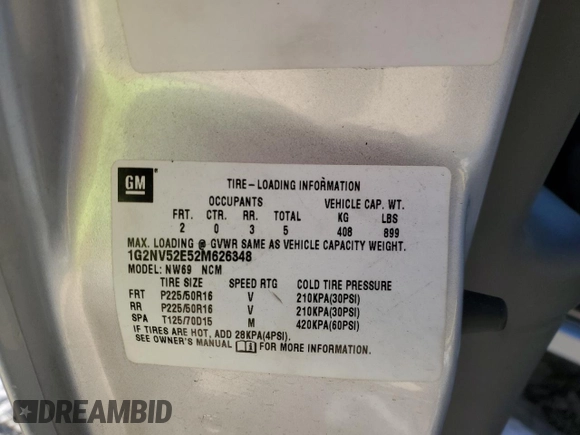 GM
TIRE-LOADING INFORMATION
OCCUPANTS VEHICLE CAP. WT.
FRT. CTR. RR. TOTAL KG LBS
2 0 3 5 408 899
MAX. LOADING @ GVWR SAME AS VEHICLE CAPACITY WEIGHT.
1G2NV52E52M626348
MODEL: NW69 NCM
TIRE SIZE SPEED RTG COLD TIRE PRESSURE
FRT P225/50R16 V 210KPA(30PSI)
RR P225/50R16 V 210KPA(30PSI)
SPA T125/70D15 M 420KPA(60PSI)
IF TIRES ARE HOT, ADD 28KPA(4PSI).
SEE OWNER'S MANUAL FOR MORE INFORMATION.
DREAMBID